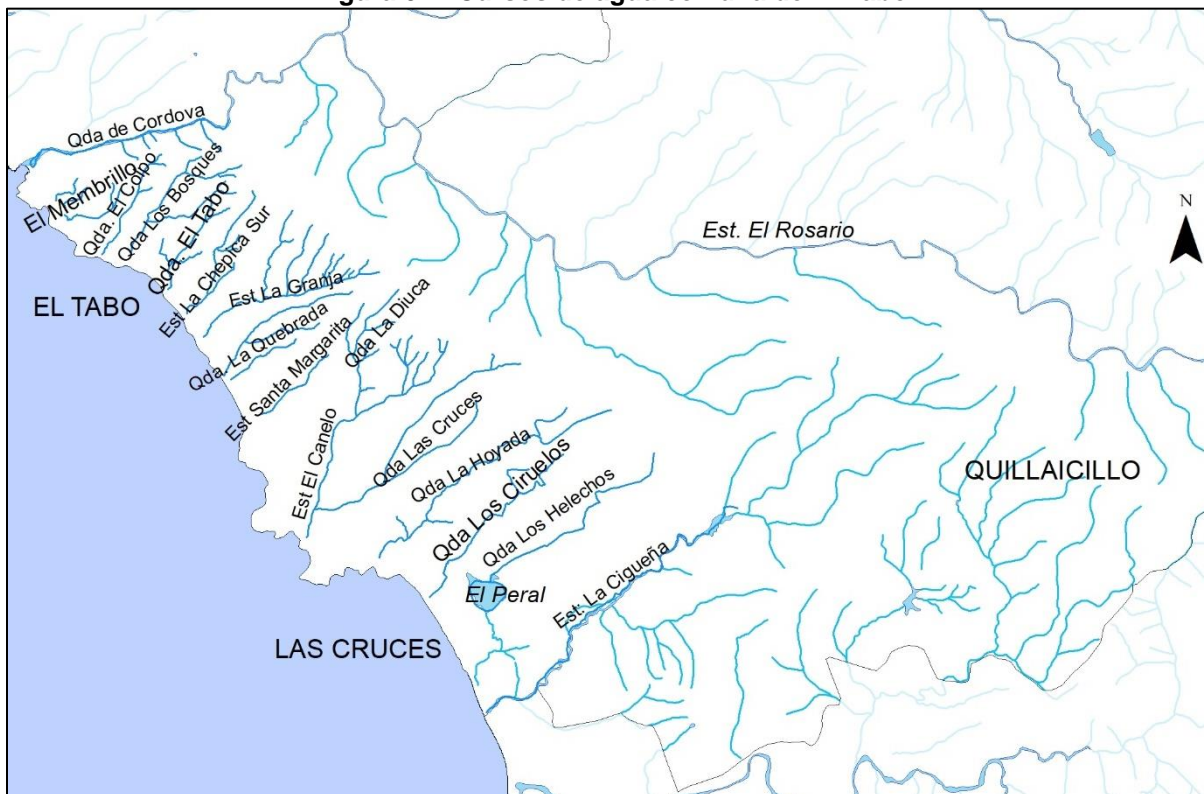 Qda de Cordova
El Membrillo
Qda. El Colpo
Qda Los Bosques
Qda. El Tabo
Est La Chepica Sur
Est La Granja
Qda. La Quebrada
Est Santa Margarita
Qda La Diuca
Est El Canelo
Qda Las Cruces
Qda La Hoyada
Qda Los Ciruelos
Qda Los Helechos
El Peral
Est. La Cigueña
Est. El Rosario
N
EL TABO
QUILLAICILLO
LAS CRUCES